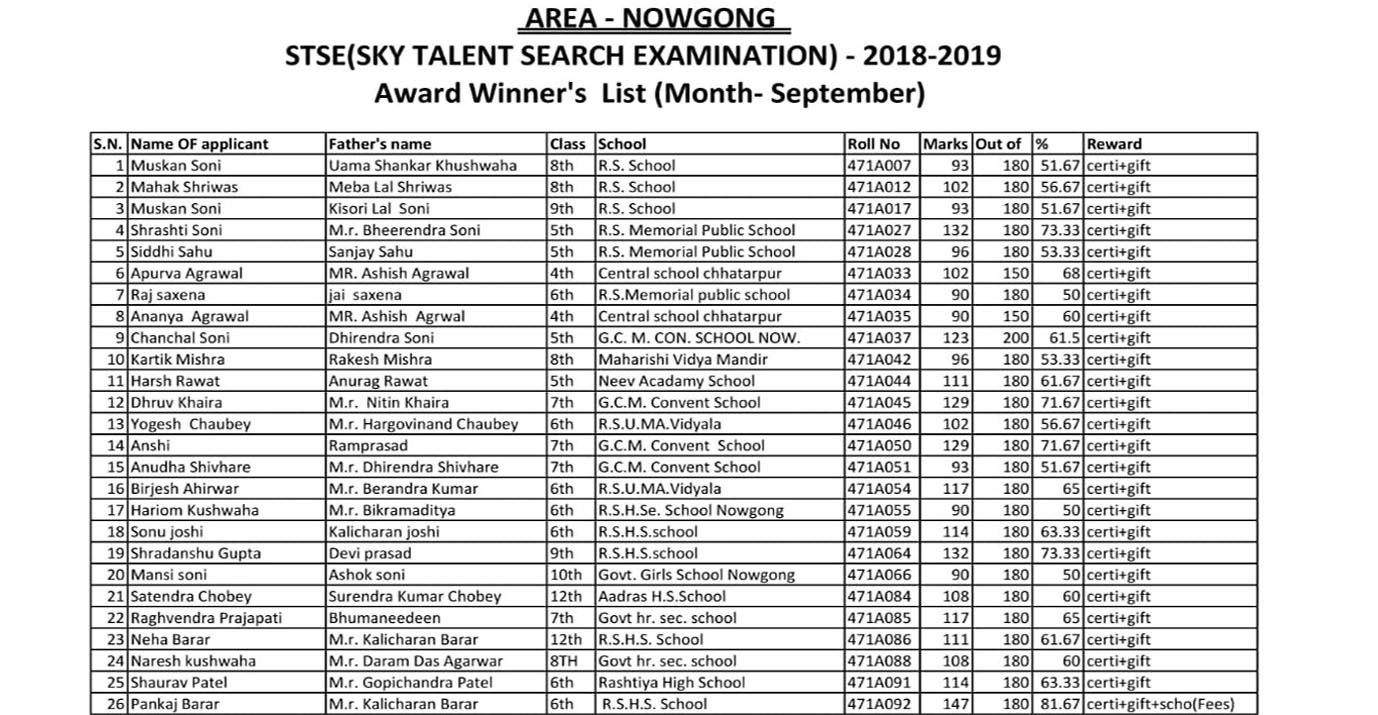 AREA - NOWGONG
STSE(SKY TALENT SEARCH EXAMINATION) - 2018-2019
Award Winner's List (Month- September)
S.N. Name OF applicant Father's name Class School Roll No Marks Out of % Reward
1 Muskan Soni Uama Shankar Khushwaha 8th R.S. School 471A007 93 180 51.67 certi+gift
2 Mahak Shriwas Meba Lal Shriwas 8th R.S. School 471A012 102 180 56.67 certi+gift
3 Muskan Soni Kisori Lal Soni 9th R.S. School 471A017 93 180 51.67 certi+gift
4 Shrashti Soni M.r. Bheerendra Soni 5th R.S. Memorial Public School 471A027 132 180 73.33 certi+gift
5 Siddhi Sahu Sanjay Sahu 5th R.S. Memorial Public School 471A028 96 180 53.33 certi+gift
6 Apurva Agrawal MR. Ashish Agrawal 4th Central school chhatarpur 471A033 102 150 68 certi+gift
7 Raj saxena jai saxena 6th R.S.Memorial public school 471A034 90 180 50 certi+gift
8 Ananya Agrawal MR. Ashish Agrwal 4th Central school chhatarpur 471A035 90 150 60 certi+gift
9 Chanchal Soni Dhirendra Soni 5th G.C. M. CON. SCHOOL NOW. 471A037 123 200 61.5 certi+gift
10 Kartik Mishra Rakesh Mishra 8th Maharishi Vidya Mandir 471A042 96 180 53.33 certi+gift
11 Harsh Rawat Anurag Rawat 5th Neev Acadamy School 471A044 111 180 61.67 certi+gift
12 Dhruv Khaira M.r. Nitin Khaira 7th G.C.M. Convent School 471A045 129 180 71.67 certi+gift
13 Yogesh Chaubey M.r. Hargovinand Chaubey 6th R.S.U.MA.Vidyala 471A046 102 180 56.67 certi+gift
14 Anshi Ramprasad 7th G.C.M. Convent School 471A050 129 180 71.67 certi+gift
15 Anudha Shivhare M.r. Dhirendra Shivhare 7th G.C.M. Convent School 471A051 93 180 51.67 certi+gift
16 Birjesh Ahirwar M.r. Berandra Kumar 6th R.S.U.MA.Vidyala 471A054 117 180 65 certi+gift
17 Hariom Kushwaha M.r. Bikramaditya 6th R.S.H.Se. School Nowgong 471A055 90 180 50 certi+gift
18 Sonu joshi Kalicharan joshi 6th R.S.H.S.school 471A059 114 180 63.33 certi+gift
19 Shradanshu Gupta Devi prasad 9th R.S.H.S.school 471A064 132 180 73.33 certi+gift
20 Mansi soni Ashok soni 10th Govt. Girls School Nowgong 471A066 90 180 50 certi+gift
21 Satendra Chobey Surendra Kumar Chobey 12th Aadras H.S.School 471A084 108 180 60 certi+gift
22 Raghvendra Prajapati Bhumaneedeen 7th Govt hr. sec. school 471A085 117 180 65 certi+gift
23 Neha Barar M.r. Kalicharan Barar 12th R.S.H.S. School 471A086 111 180 61.67 certi+gift
24 Naresh kushwaha M.r. Daram Das Agarwar 8TH Govt hr. sec. school 471A088 108 180 60 certi+gift
25 Shaurav Patel M.r. Gopichandra Patel 6th Rashtiya High School 471A091 114 180 63.33 certi+gift
26 Pankaj Barar M.r. Kalicharan Barar 6th R.S.H.S. School 471A092 147 180 81.67 certi+gift+scho(Fees)